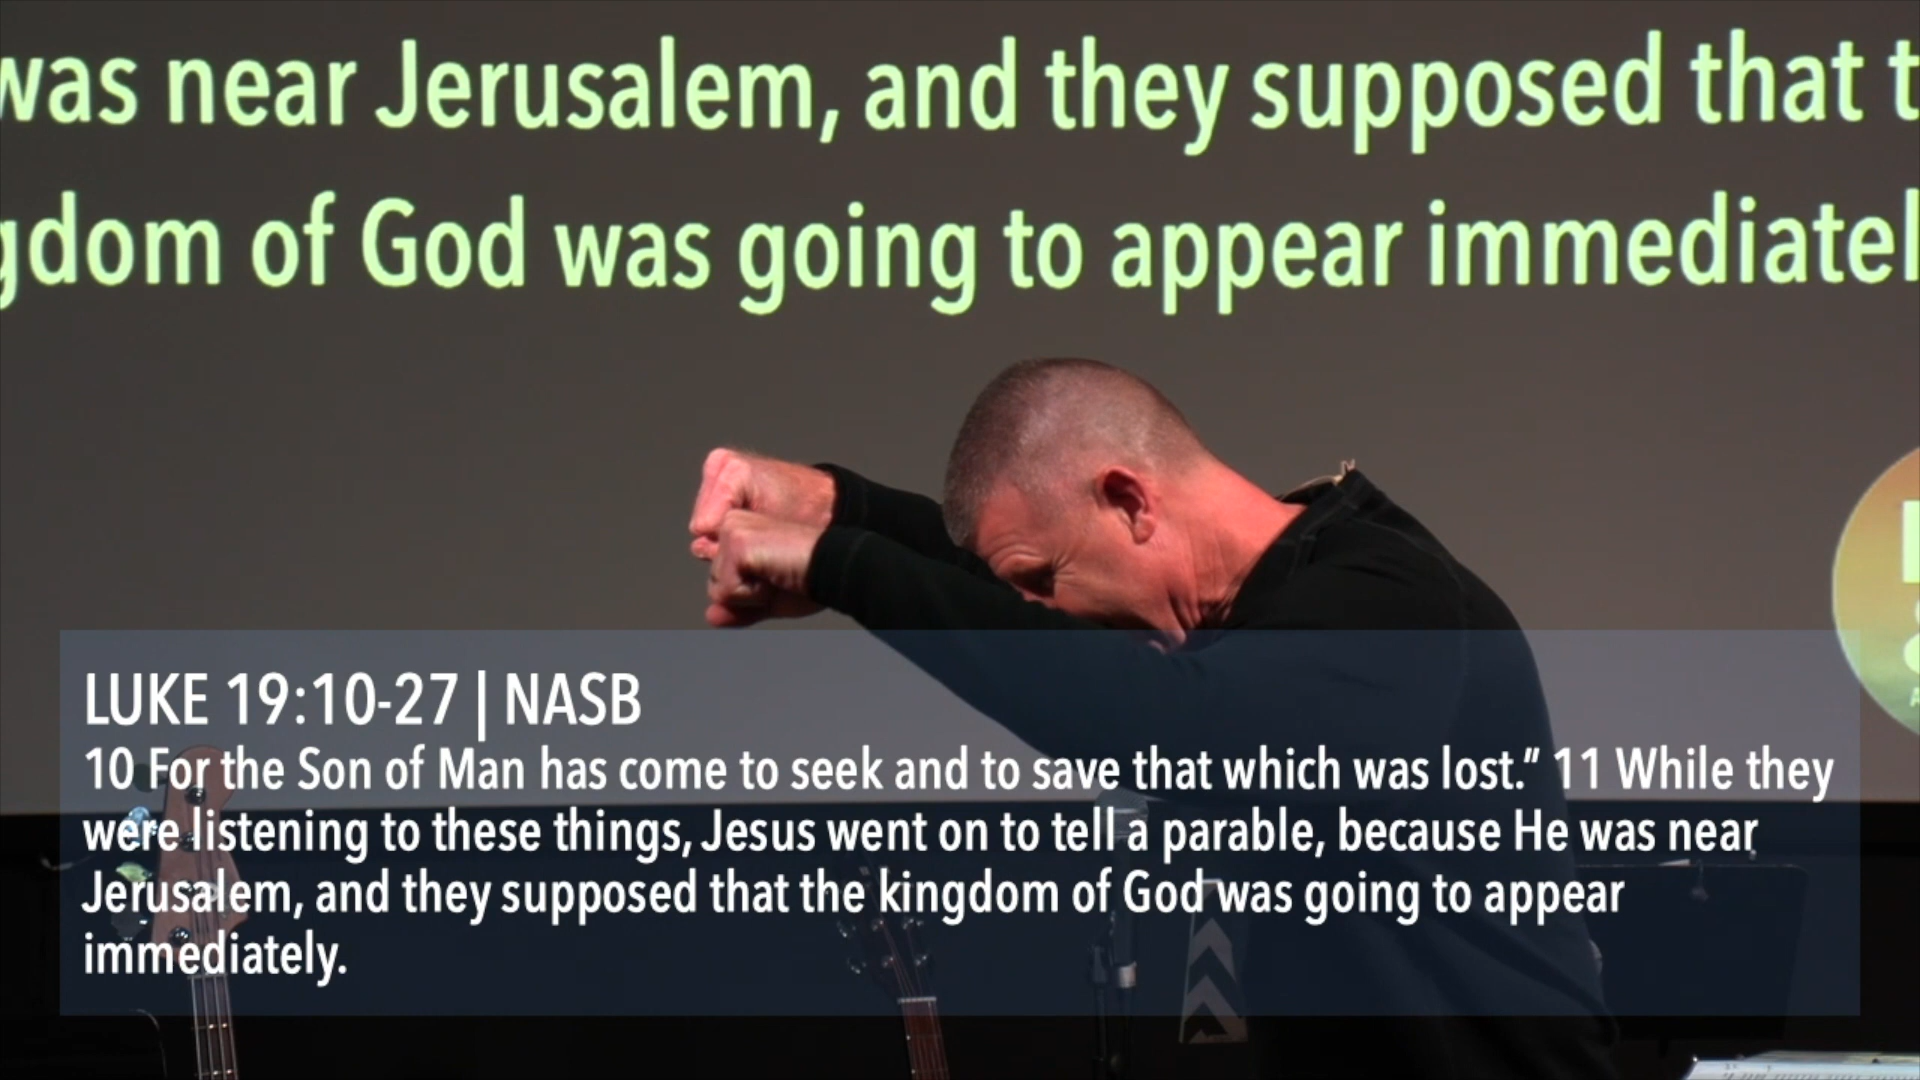 was near Jerusalem, and they supposed that t
gdom of God was going to appear immediatel
LUKE 19:10-27 | NASB
10 For the Son of Man has come to seek and to save that which was lost.” 11 While they
were listening to these things, Jesus went on to tell a parable, because He was near
Jerusalem, and they supposed that the kingdom of God was going to appear
immediately.